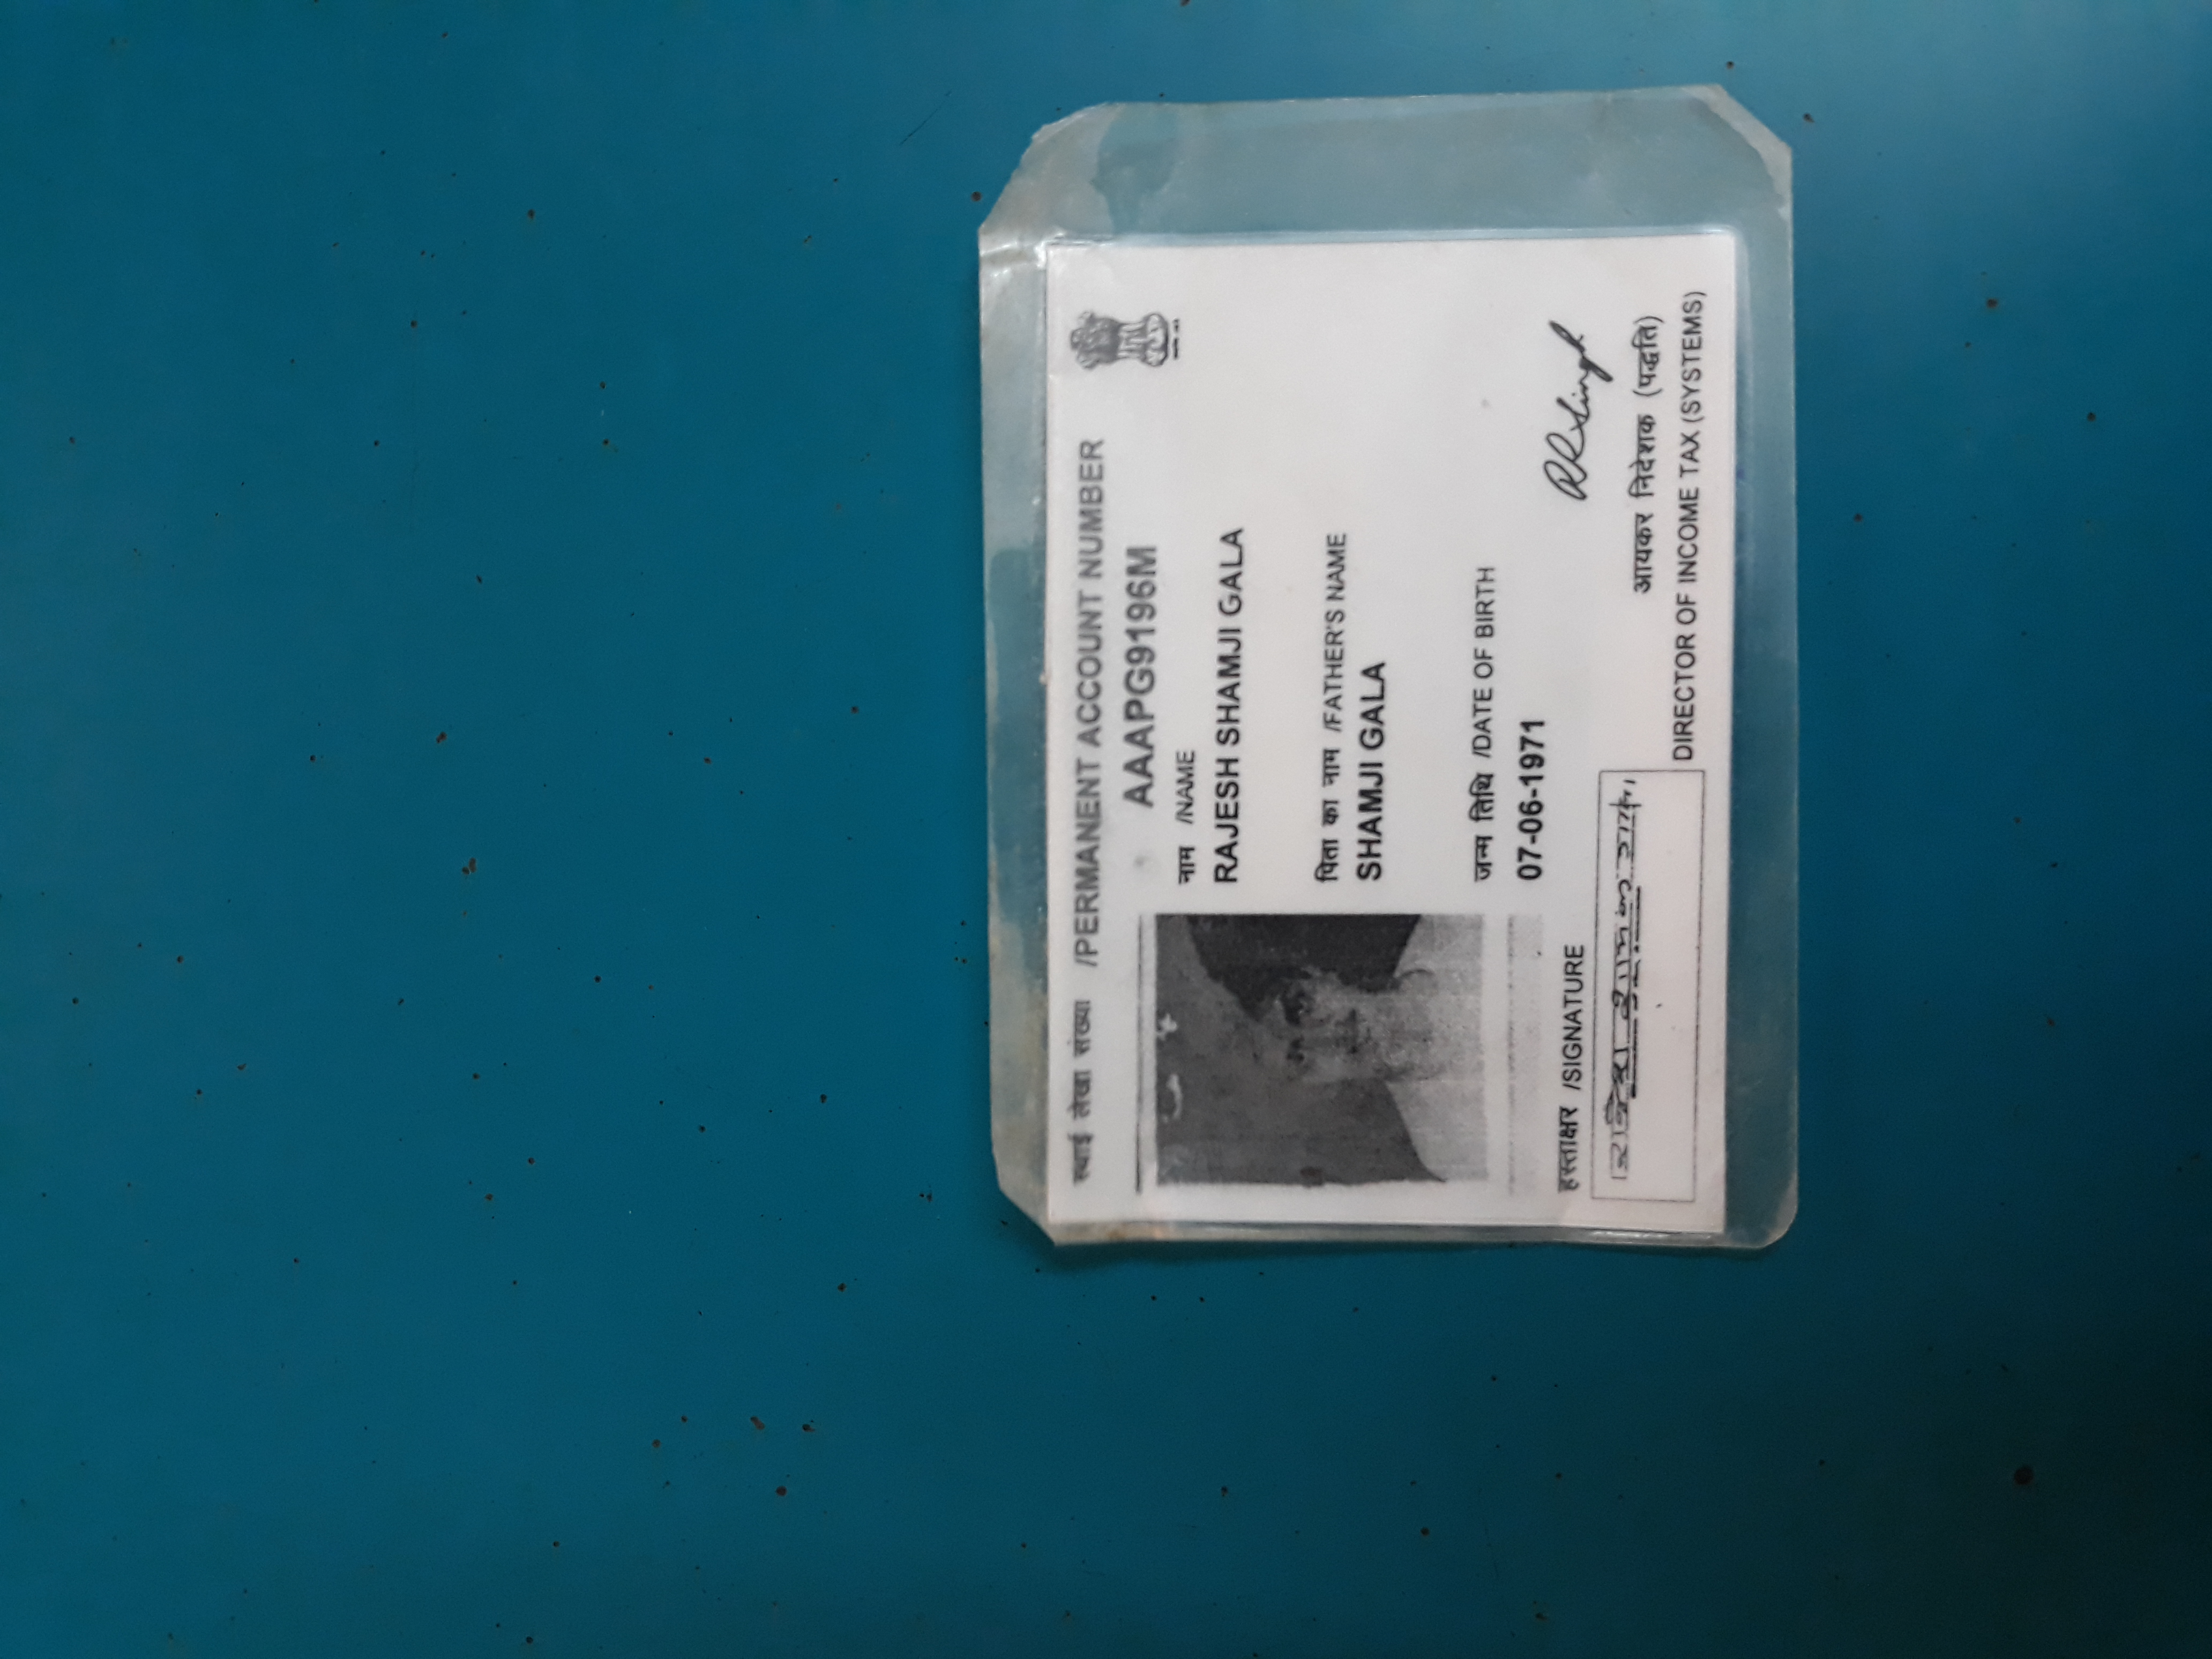 स्थाई लेखा संख्या /PERMANENT ACCOUNT NUMBER
AAAPG9196M
नाम /NAME
RAJESH SHAMJI GALA
पिता का नाम /FATHER'S NAME
SHAMJI GALA
जन्म तिथि /DATE OF BIRTH
07-06-1971
हस्ताक्षर /SIGNATURE
आयकर निदेशक (पद्धति)
DIRECTOR OF INCOME TAX (SYSTEMS)